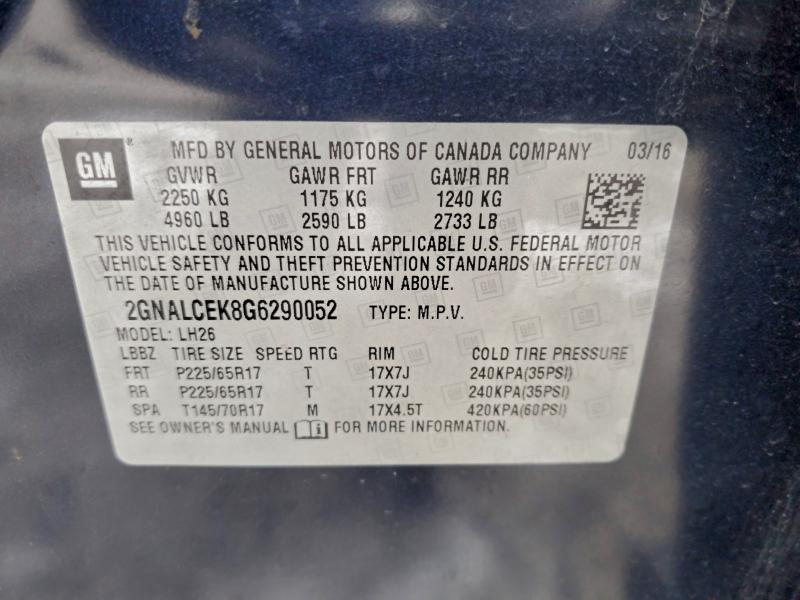 GM
MFD BY GENERAL MOTORS OF CANADA COMPANY 03/16
GVWR GAWR FRT GAWR RR
2250 KG 1175 KG 1240 KG
4960 LB 2590 LB 2733 LB
THIS VEHICLE CONFORMS TO ALL APPLICABLE U.S. FEDERAL MOTOR
VEHICLE SAFETY AND THEFT PREVENTION STANDARDS IN EFFECT ON
THE DATE OF MANUFACTURE SHOWN ABOVE.
2GNALCEK8G6290052 TYPE: M.P.V.
MODEL: LH26
LBBZ TIRE SIZE SPEED RTG RIM COLD TIRE PRESSURE
FRT P225/65R17 T 17X7J 240KPA(35PSI)
RR P225/65R17 T 17X7J 240KPA(35PSI)
SPA T145/70R17 M 17X4.5T 420KPA(60PSI)
SEE OWNER'S MANUAL i FOR MORE INFORMATION.